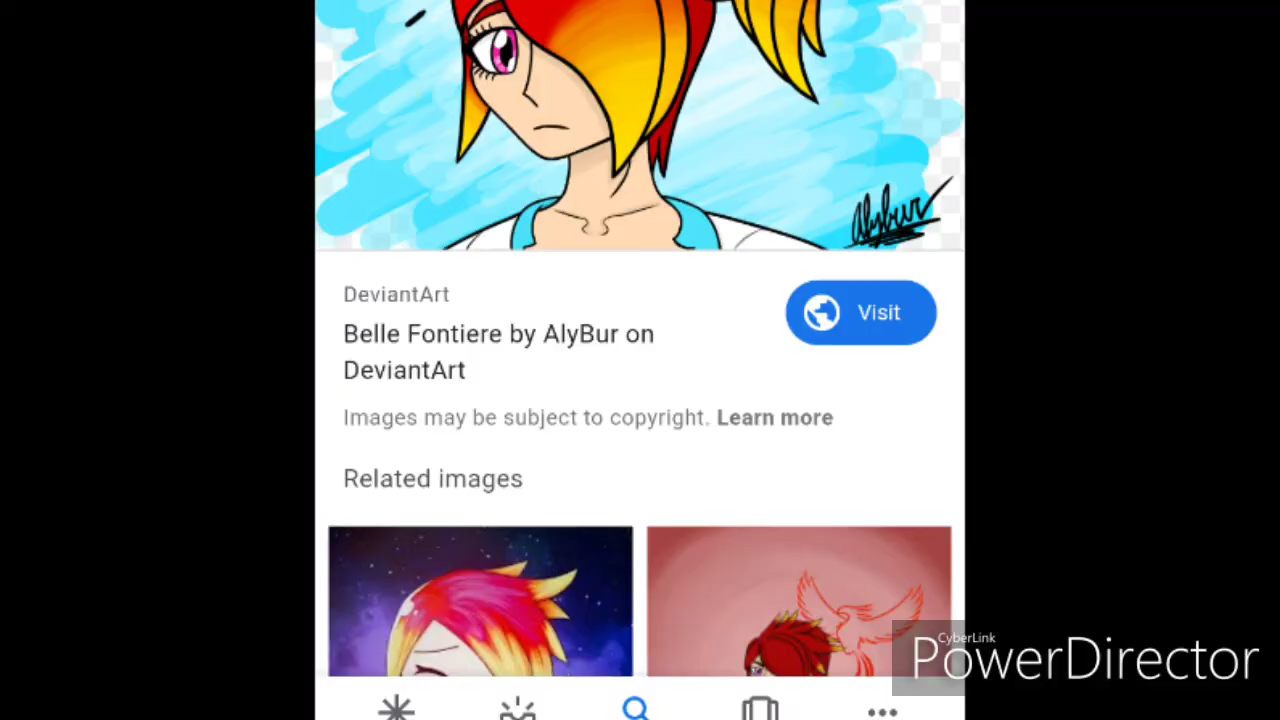 Alybur
DeviantArt
Belle Fontiere by AlyBur on
DeviantArt
Visit
Images may be subject to copyright. Learn more
Related images
CyberLink
PowerDirector